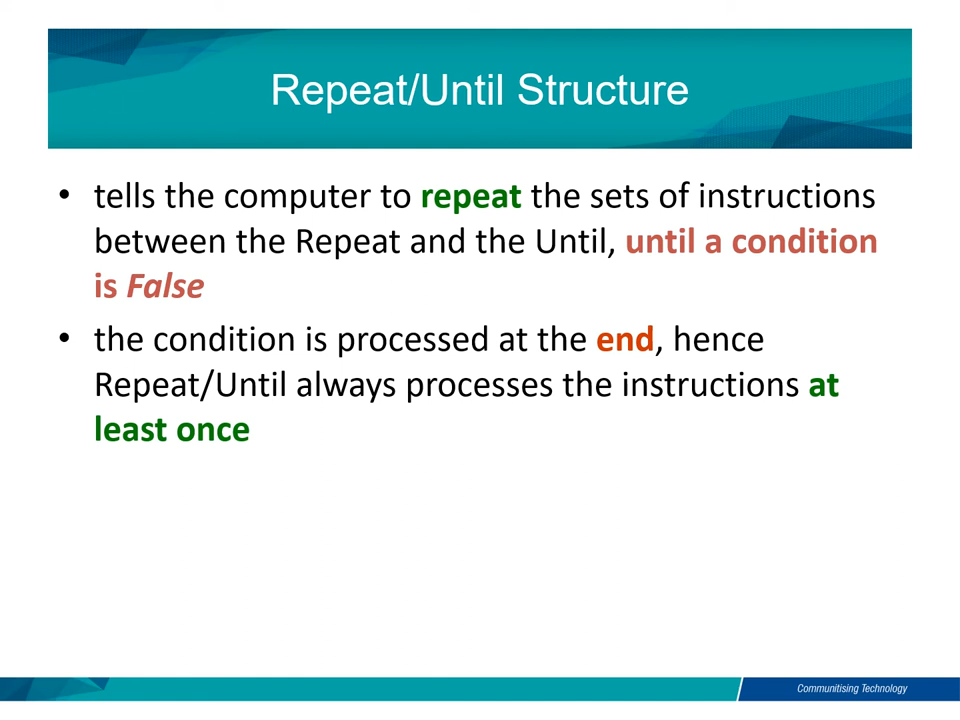 Repeat/Until Structure
• tells the computer to repeat the sets of instructions
between the Repeat and the Until, until a condition
is False
• the condition is processed at the end, hence
Repeat/Until always processes the instructions at
least once
Communitising Technology